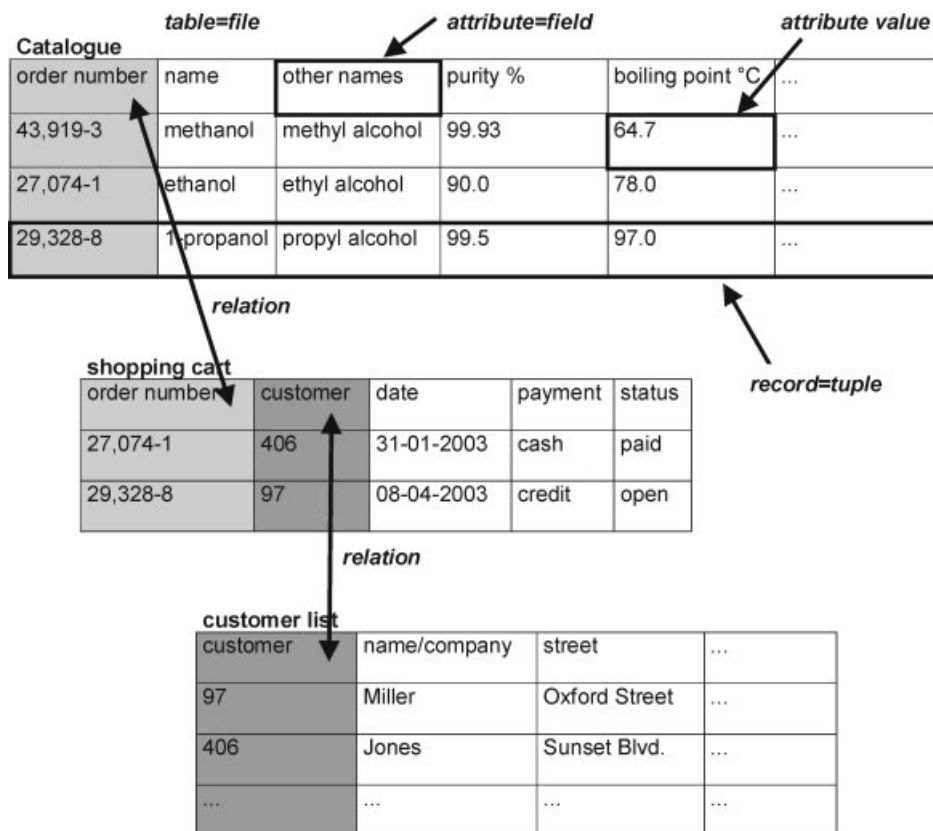 table=file attribute=field attribute value
Catalogue
order number name other names purity % boiling point °C ...
43,919-3 methanol methyl alcohol 99.93 64.7 ...
27,074-1 ethanol ethyl alcohol 90.0 78.0 ...
29,328-8 1-propanol propyl alcohol 99.5 97.0 ...
relation
record=tuple
shopping cart
order number customer date payment status
27,074-1 406 31-01-2003 cash paid
29,328-8 97 08-04-2003 credit open
relation
customer list
customer name/company street ...
97 Miller Oxford Street ...
406 Jones Sunset Blvd. ...
... ... ... ...